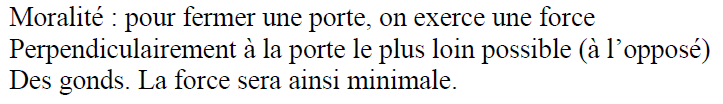 Moralité : pour fermer une porte, on exerce une force
Perpendiculairement à la porte le plus loin possible (à l’opposé)
Des gonds. La force sera ainsi minimale.